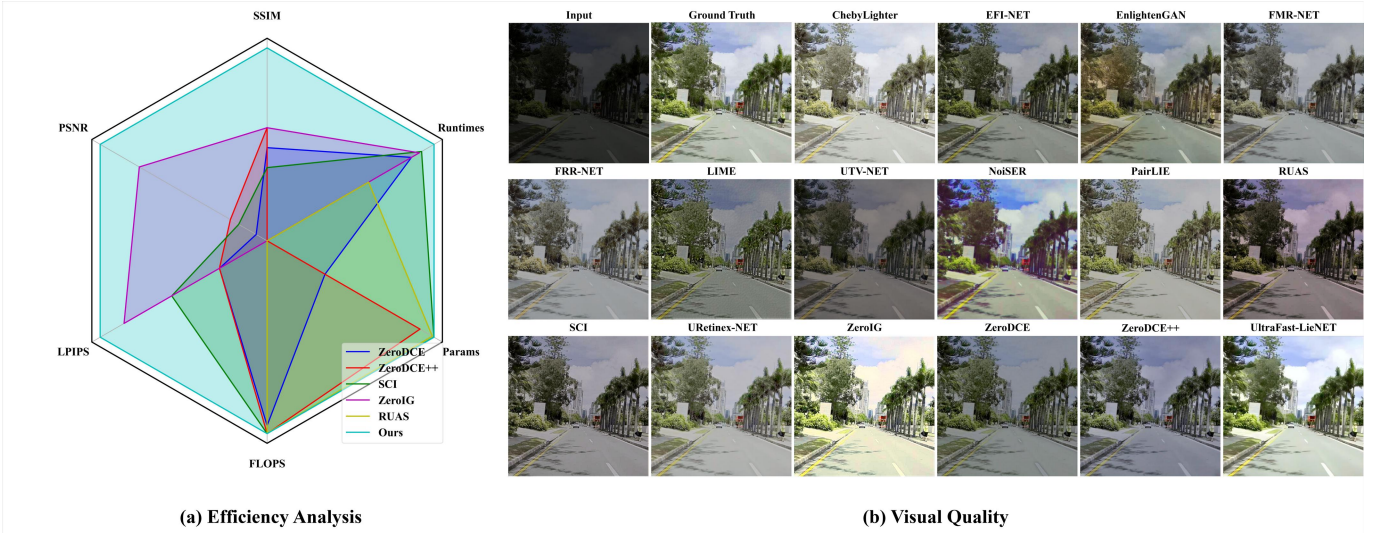 SSIM
PSNR
Runtimes
LPIPS
Params
FLOPS
ZeroDCE
ZeroDCE++
SCI
ZeroIG
RUAS
Ours
(a) Efficiency Analysis
Input Ground Truth ChebyLighter EFI-NET EnlightenGAN FMR-NET
FRR-NET LIME UTV-NET NoiSER PairLIE RUAS
SCI URetinex-NET ZeroIG ZeroDCE ZeroDCE++ UltraFast-LieNET
(b) Visual Quality